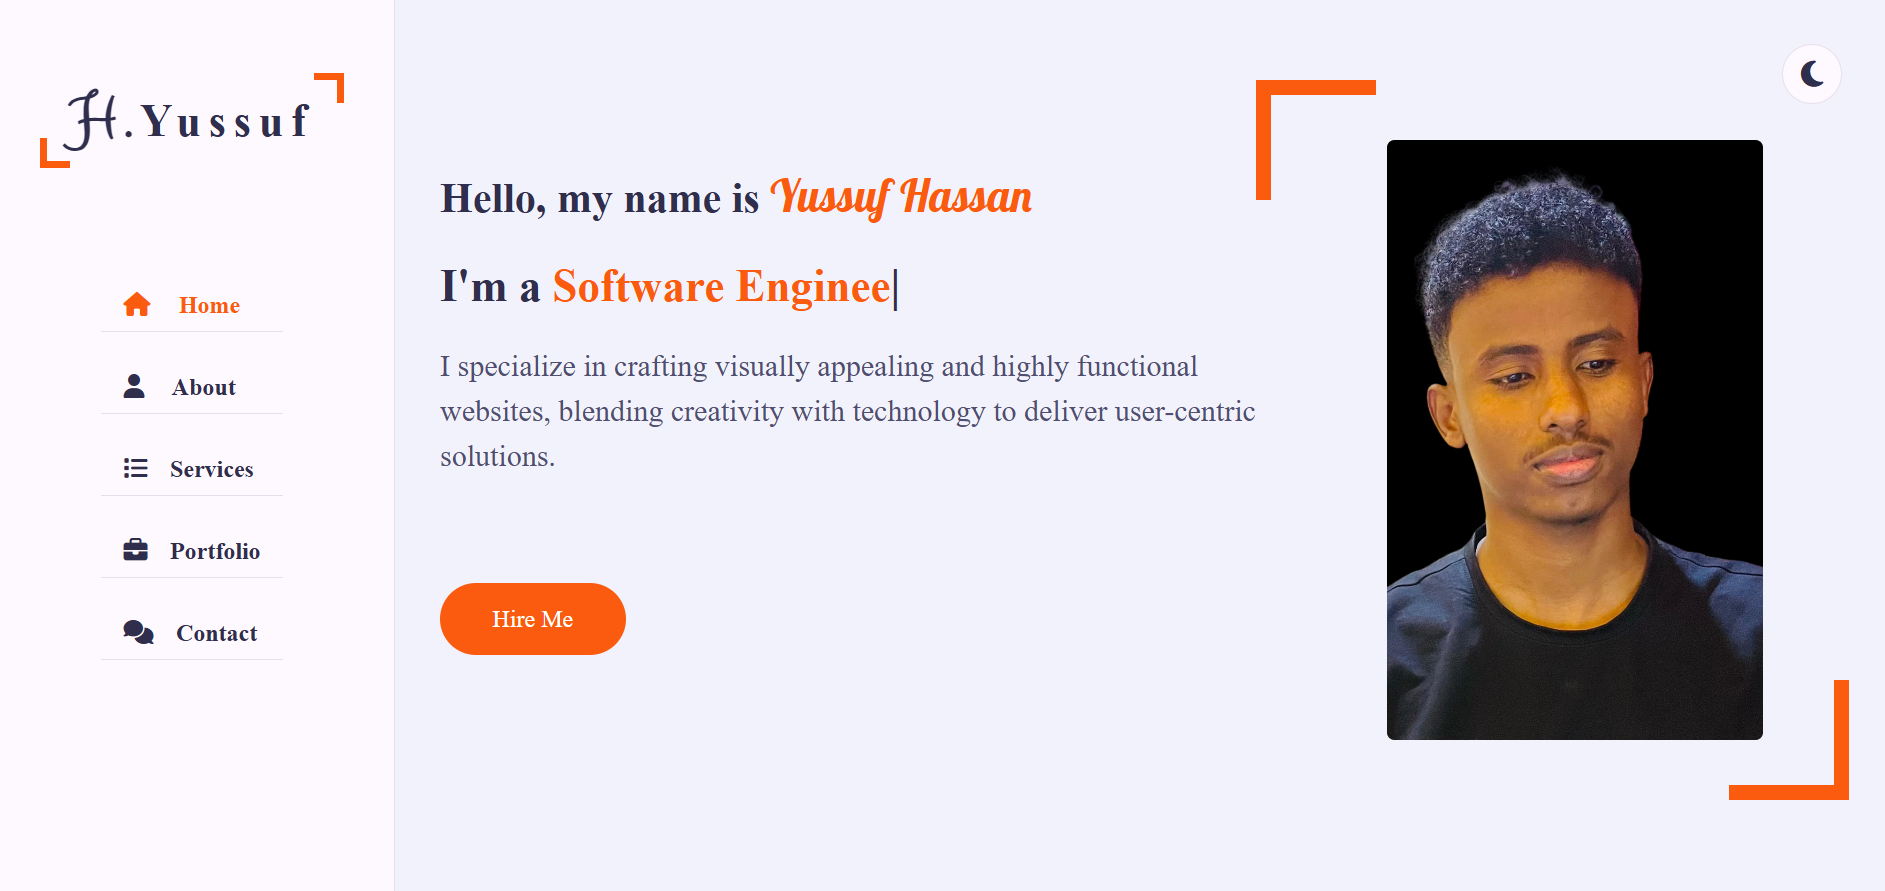 H.Yussuf
Home
About
Services
Portfolio
Contact
Hello, my name is Yussuf Hassan
I'm a Software Enginee|
I specialize in crafting visually appealing and highly functional
websites, blending creativity with technology to deliver user-centric
solutions.
Hire Me